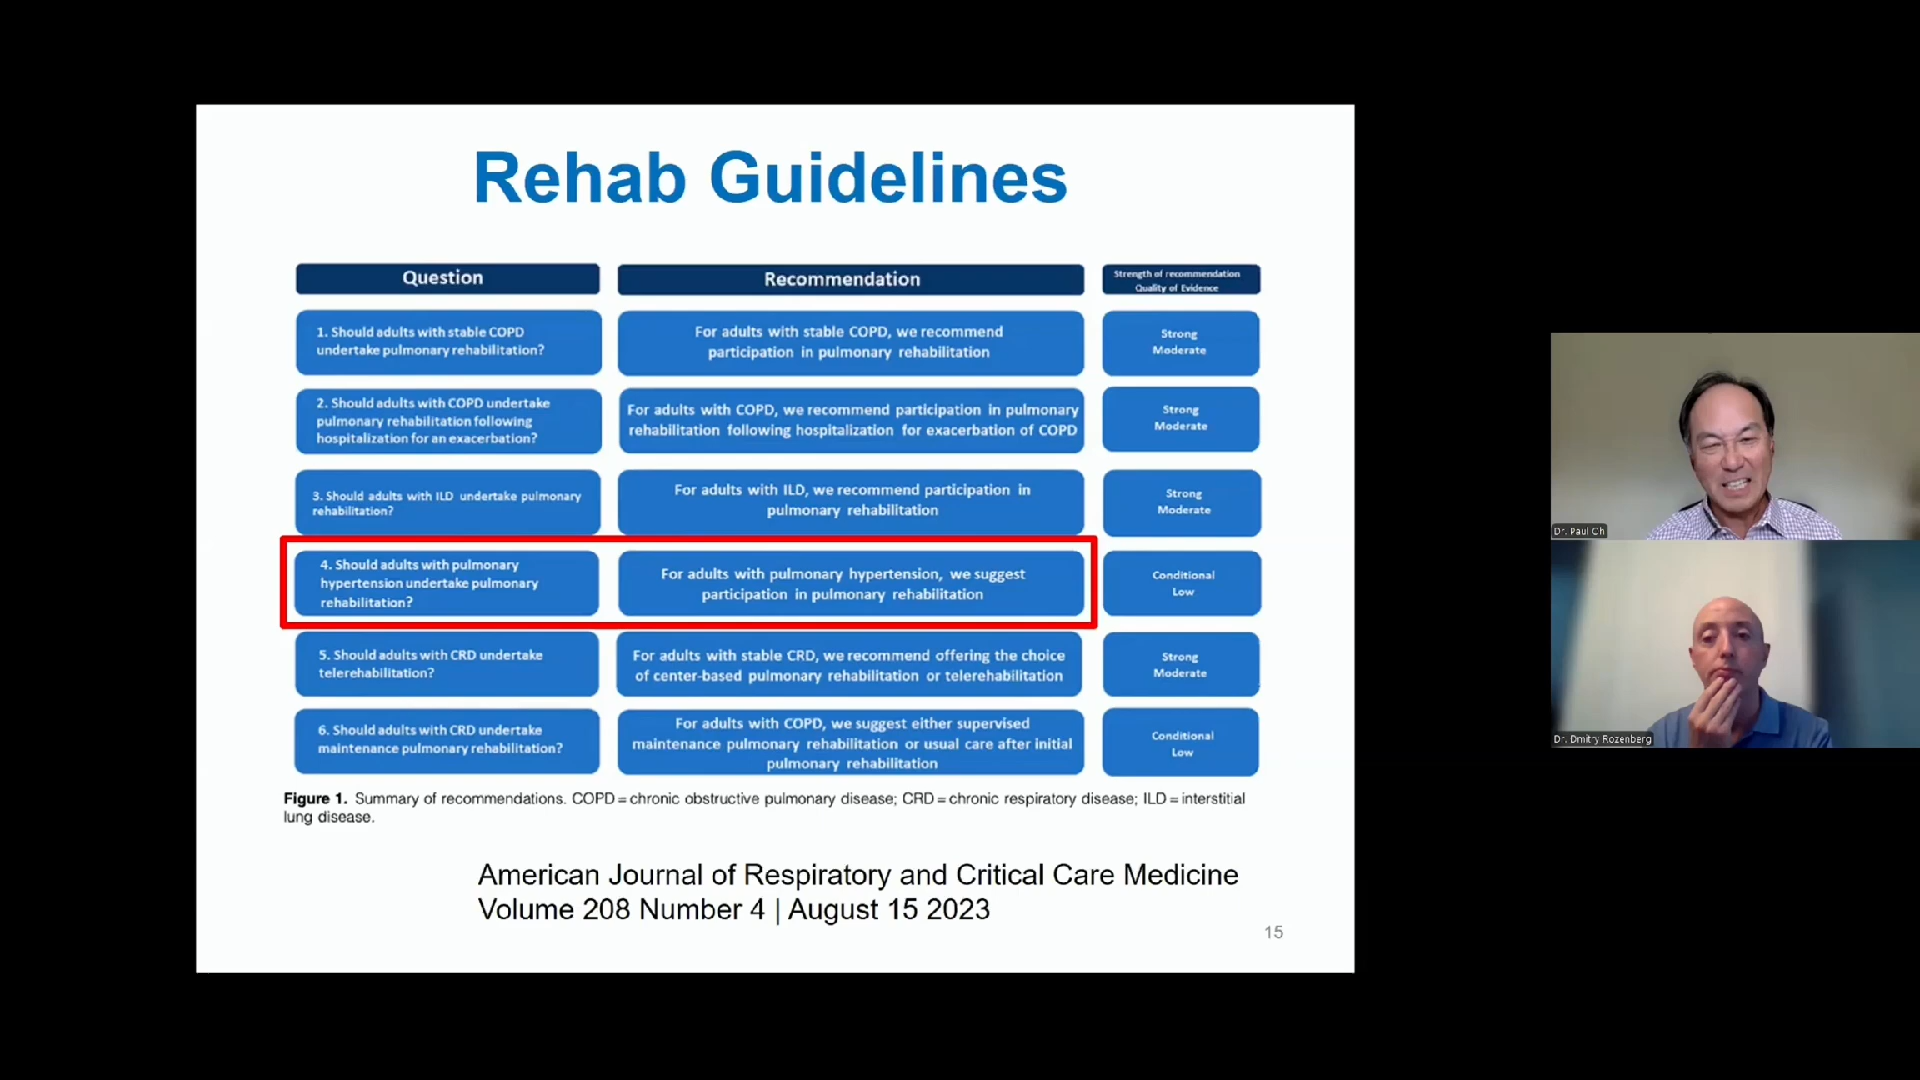 Rehab Guidelines
Question
Recommendation
Strength of recommendation
Quality of Evidence
1. Should adults with stable COPD
undertake pulmonary rehabilitation?
For adults with stable COPD, we recommend
participation in pulmonary rehabilitation
Strong
Moderate
2. Should adults with COPD undertake
pulmonary rehabilitation following
hospitalization for an exacerbation?
For adults with COPD, we recommend participation in pulmonary
rehabilitation following hospitalization for exacerbation of COPD
Strong
Moderate
3. Should adults with ILD undertake pulmonary
rehabilitation?
For adults with ILD, we recommend participation in
pulmonary rehabilitation
Strong
Moderate
4. Should adults with pulmonary
hypertension undertake pulmonary
rehabilitation?
For adults with pulmonary hypertension, we suggest
participation in pulmonary rehabilitation
Conditional
Low
5. Should adults with CRD undertake
telerehabilitation?
For adults with stable CRD, we recommend offering the choice
of center-based pulmonary rehabilitation or telerehabilitation
Strong
Moderate
6. Should adults with CRD undertake
maintenance pulmonary rehabilitation?
For adults with COPD, we suggest either supervised
maintenance pulmonary rehabilitation or usual care after initial
pulmonary rehabilitation
Conditional
Low
Figure 1. Summary of recommendations. COPD = chronic obstructive pulmonary disease; CRD = chronic respiratory disease; ILD = interstitial
lung disease.
American Journal of Respiratory and Critical Care Medicine
Volume 208 Number 4 | August 15 2023
15
Dr. Paul Oh
Dr. Dmitry Rozenberg